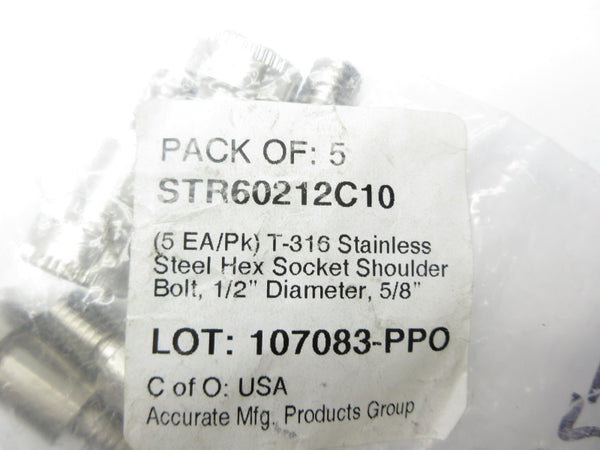 PACK OF: 5
STR60212C10
(5 EA/Pk) T-316 Stainless
Steel Hex Socket Shoulder
Bolt, 1/2" Diameter, 5/8"
LOT: 107083-PPO
C of O: USA
Accurate Mfg. Products Group